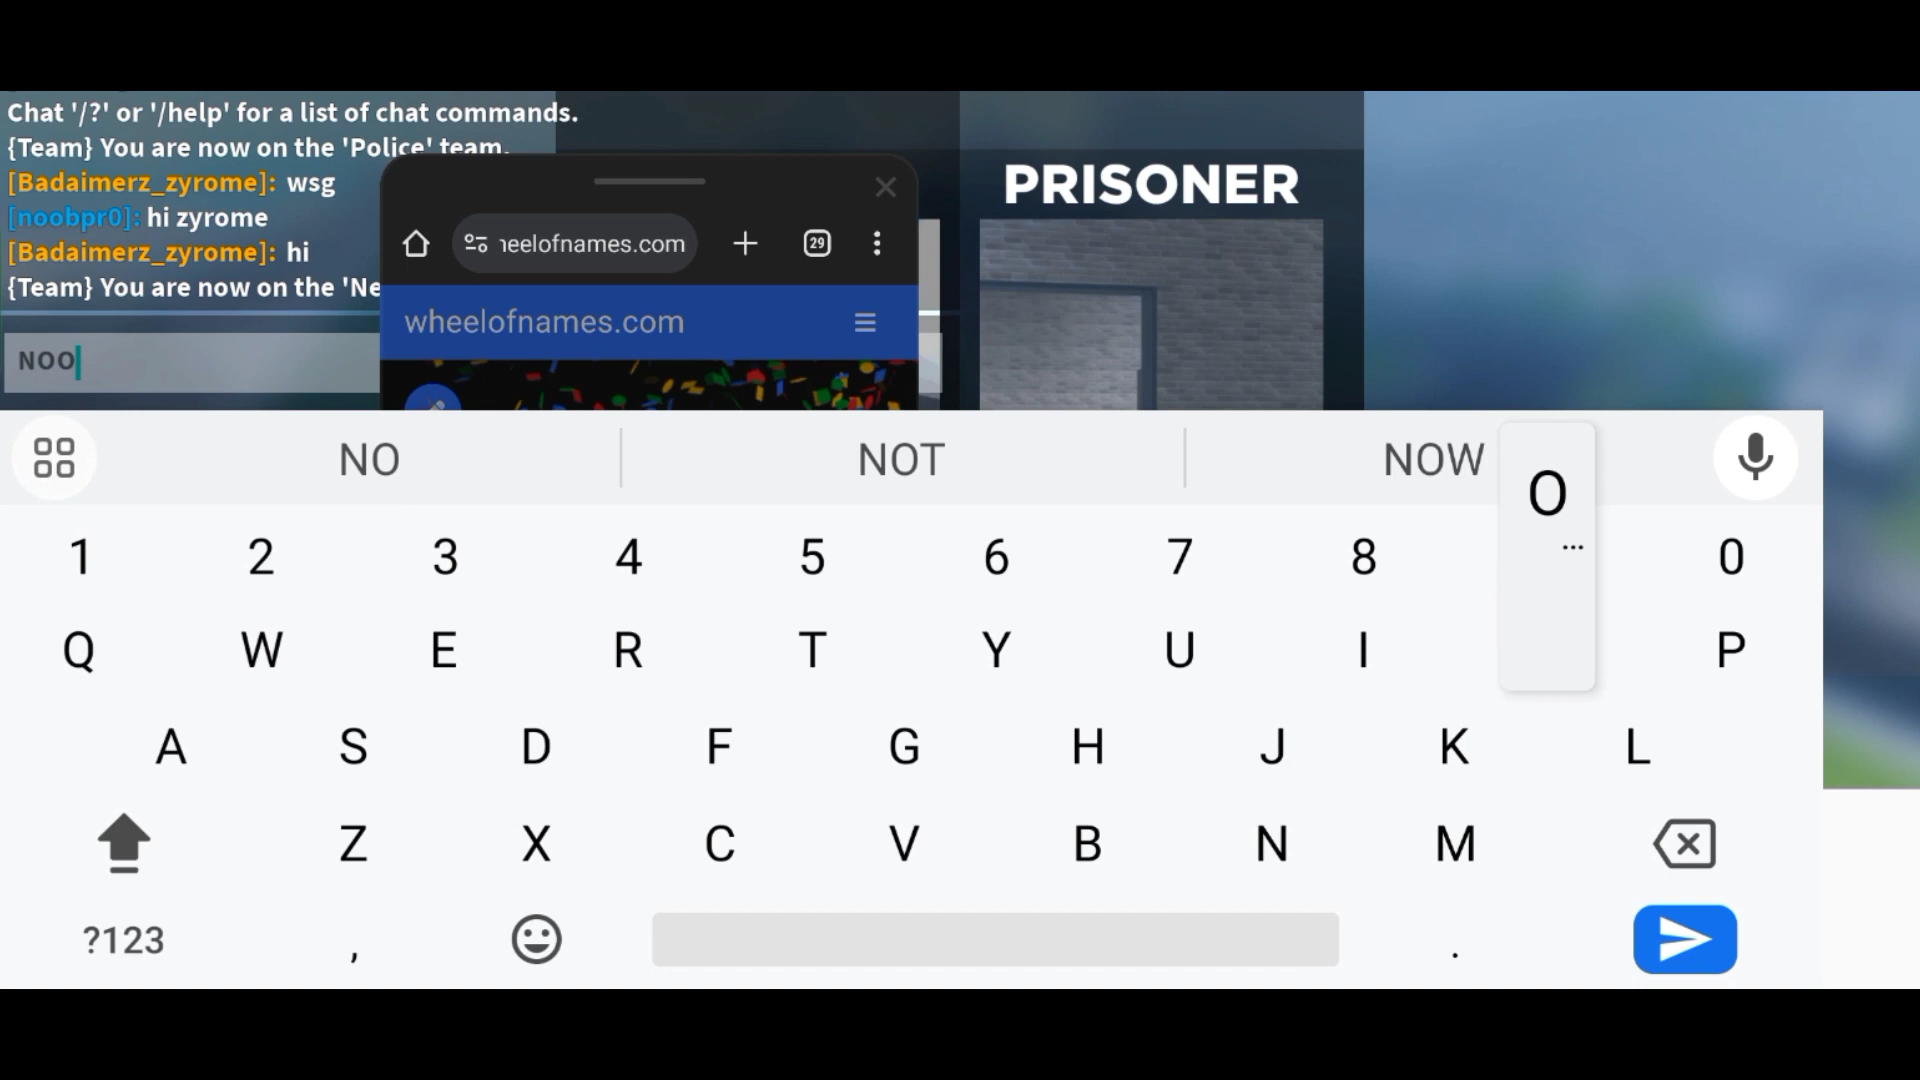 Chat '/?' or '/help' for a list of chat commands.
{Team} You are now on the 'Police' team.
[Badaimerz_zyrome]: wsg
[noobpr0]: hi zyrome
[Badaimerz_zyrome]: hi
{Team} You are now on the 'Ne
NOO
heelofnames.com
29
wheelofnames.com
PRISONER
NO NOT NOW
O
...
1 2 3 4 5 6 7 8 0
Q W E R T Y U I P
A S D F G H J K L
Z X C V B N M
?123 , .